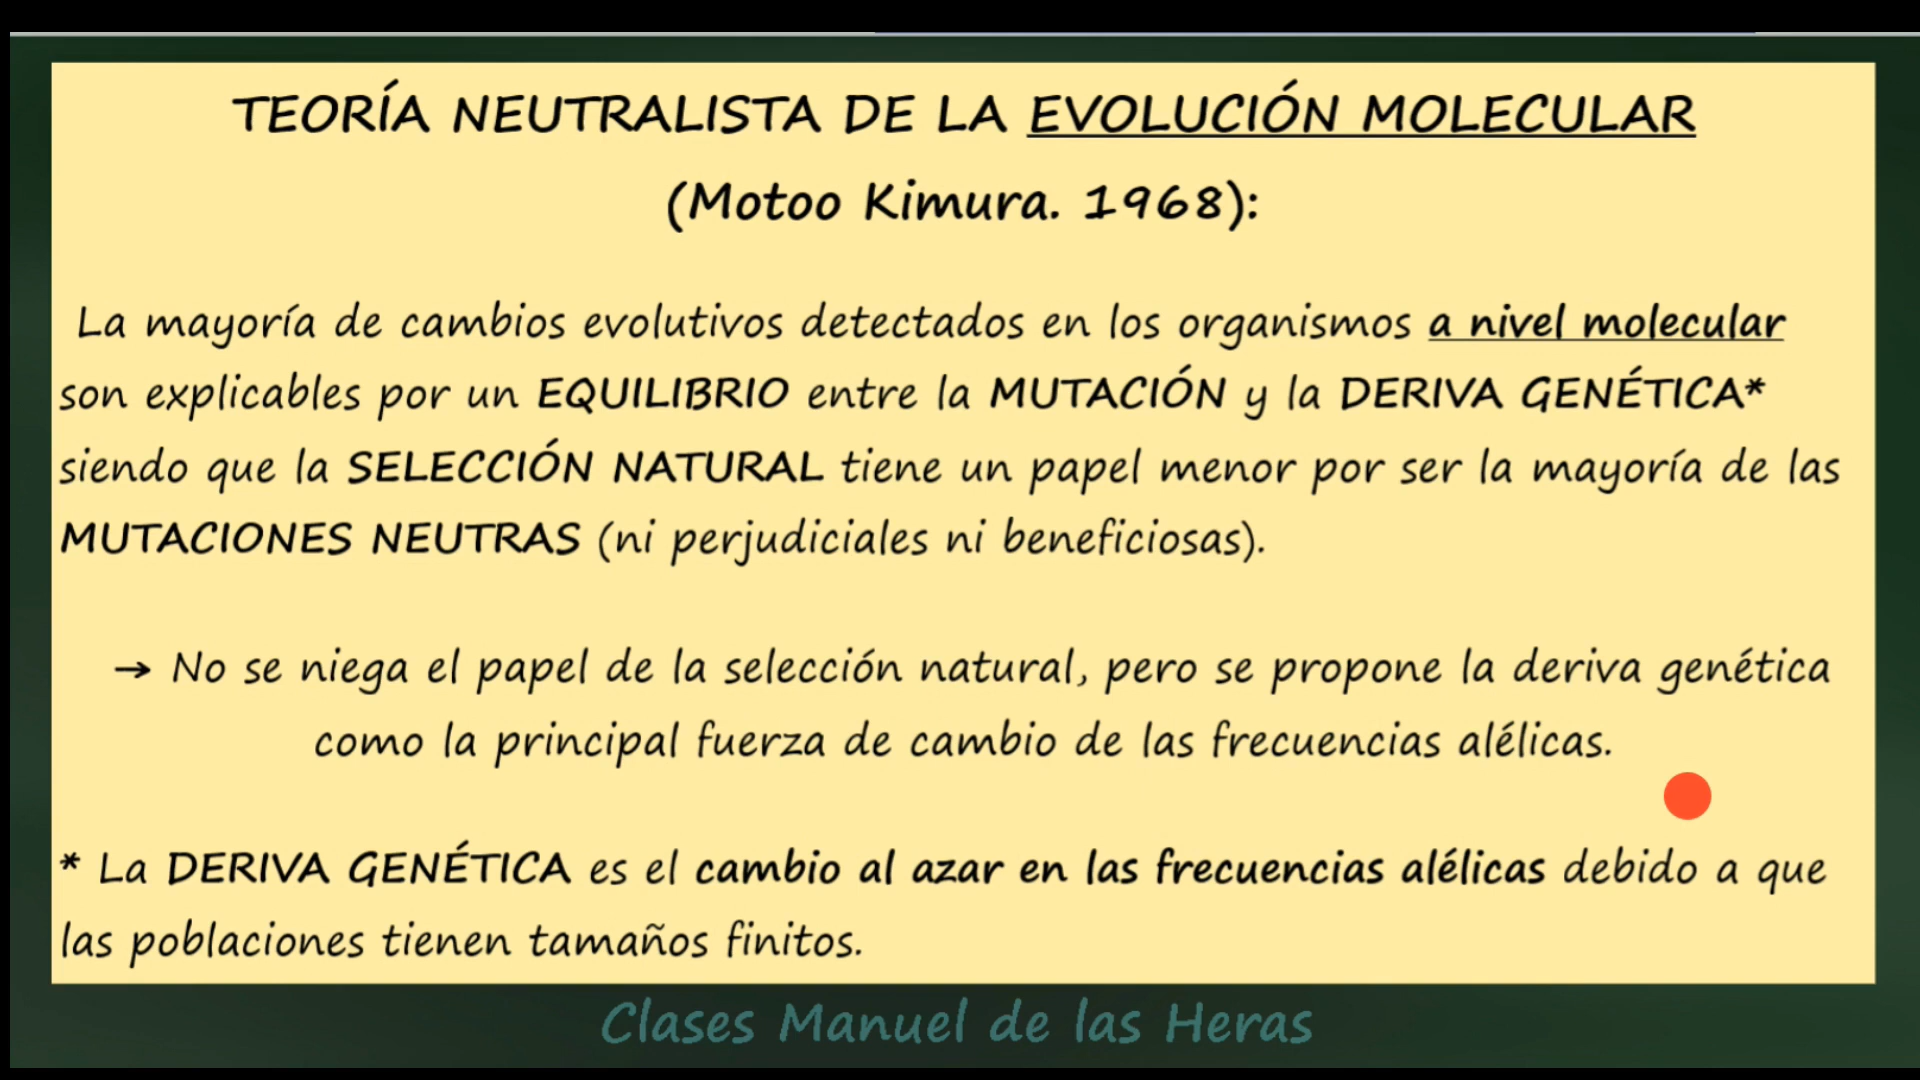 TEORÍA NEUTRALISTA DE LA EVOLUCIÓN MOLECULAR
(Motoo Kimura. 1968):
La mayoría de cambios evolutivos detectados en los organismos a nivel molecular
son explicables por un EQUILIBRIO entre la MUTACIÓN y la DERIVA GENÉTICA*
siendo que la SELECCIÓN NATURAL tiene un papel menor por ser la mayoría de las
MUTACIONES NEUTRAS (ni perjudiciales ni beneficiosas).
→ No se niega el papel de la selección natural, pero se propone la deriva genética
como la principal fuerza de cambio de las frecuencias alélicas.
* La DERIVA GENÉTICA es el cambio al azar en las frecuencias alélicas debido a que
las poblaciones tienen tamaños finitos.
Clases Manuel de las Heras